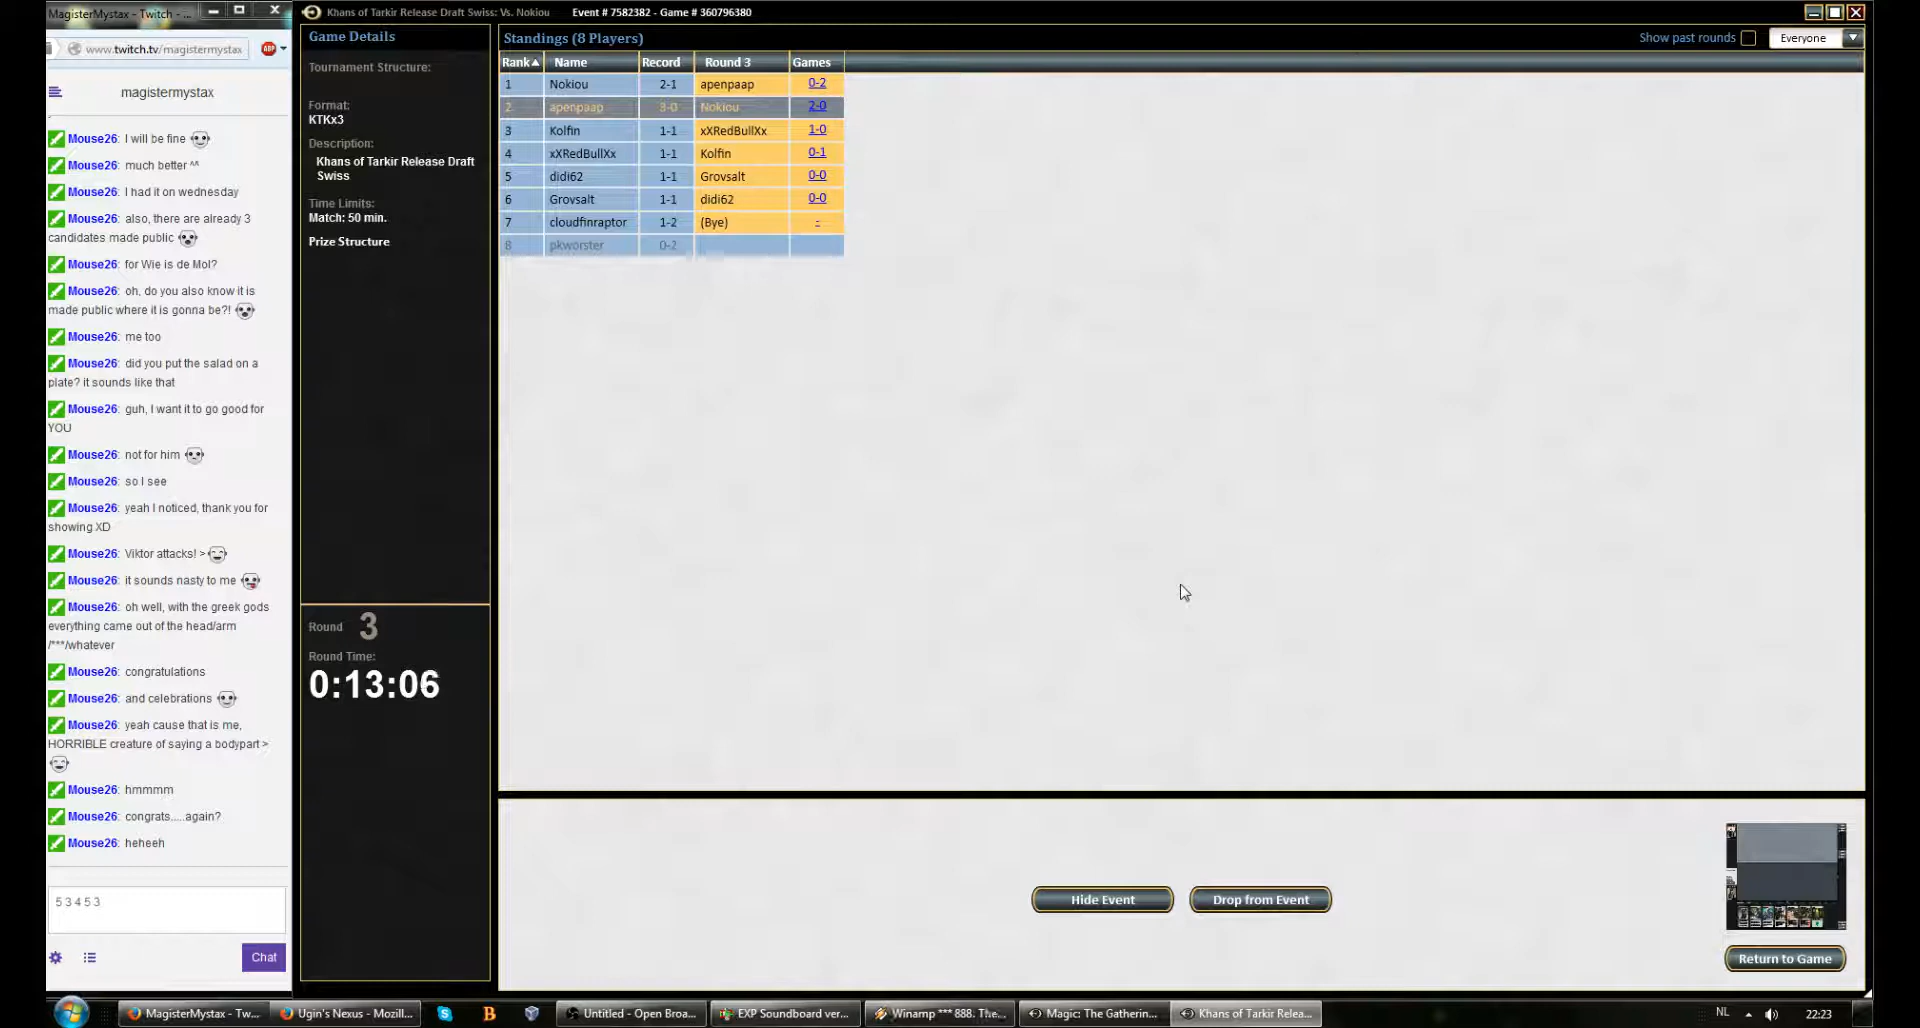 MagisterMystax - Twitch - ...
www.twitch.tv/magistermystax
ABP
magistermystax
Mouse26: I will be fine
Mouse26: much better ^^
Mouse26: I had it on wednesday
Mouse26: also, there are already 3
candidates made public
Mouse26: for Wie is de Mol?
Mouse26: oh, do you also know it is
made public where it is gonna be?!
Mouse26: me too
Mouse26: did you put the salad on a
plate? it sounds like that
Mouse26: guh, I want it to go good for
YOU
Mouse26: not for him
Mouse26: so I see
Mouse26: yeah I noticed, thank you for
showing XD
Mouse26: Viktor attacks! >
Mouse26: it sounds nasty to me
Mouse26: oh well, with the greek gods
everything came out of the head/arm
/***/whatever
Mouse26: congratulations
Mouse26: and celebrations
Mouse26: yeah cause that is me,
HORRIBLE creature of saying a bodypart >
Mouse26: hmmmm
Mouse26: congrats.....again?
Mouse26: heheeh
5 3 4 5 3
Chat
Khans of Tarkir Release Draft Swiss: Vs. Nokiou Event # 7582382 - Game # 360796380
Game Details
Tournament Structure:
Format:
KTKx3
Description:
Khans of Tarkir Release Draft
Swiss
Time Limits:
Match: 50 min.
Prize Structure
Round 3
Round Time:
0:13:06
Standings (8 Players)
Show past rounds
Everyone
Rank Name Record Round 3 Games
1 Nokiou 2-1 apenpaap 0-2
2 apenpaap 3-0 Nokiou 2-0
3 Kolfin 1-1 xXRedBullXx 1-0
4 xXRedBullXx 1-1 Kolfin 0-1
5 didi62 1-1 Grovsalt 0-0
6 Grovsalt 1-1 didi62 0-0
7 cloudfinraptor 1-2 (Bye) -
8 pkworster 0-2
Hide Event
Drop from Event
Return to Game
MagisterMystax - Tw...
Ugin's Nexus - Mozill...
Untitled - Open Broa...
EXP Soundboard ver...
Winamp *** 888. The...
Magic: The Gatherin...
Khans of Tarkir Relea...
NL
22:23